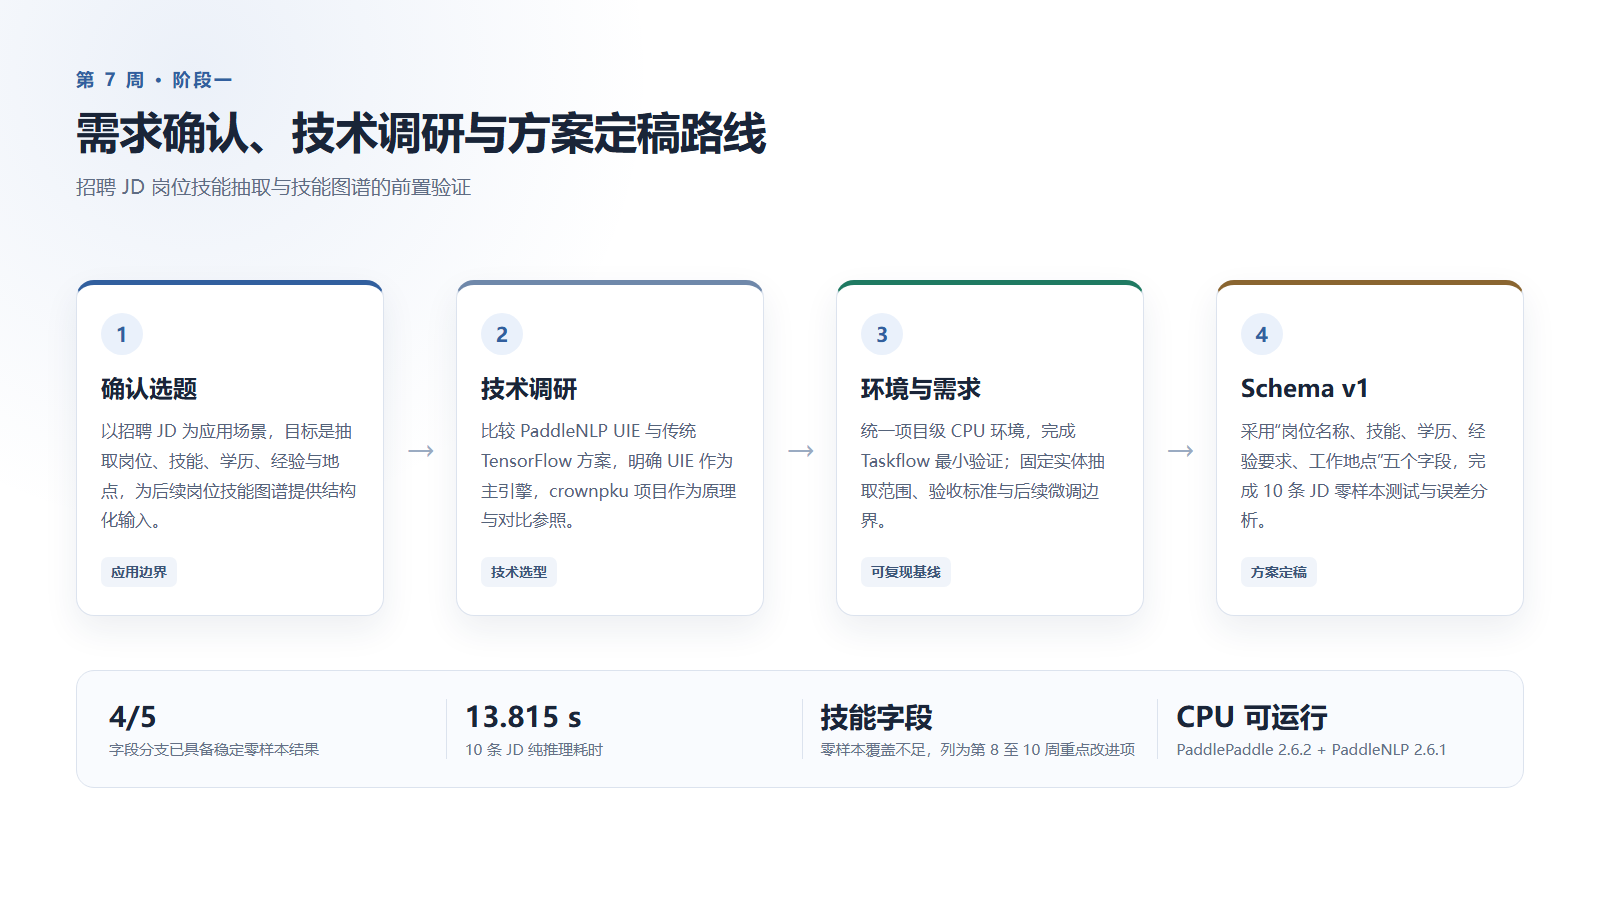 第 7 周 · 阶段一
需求确认、技术调研与方案定稿路线
招聘 JD 岗位技能抽取与技能图谱的前置验证
1
确认选题
以招聘 JD 为应用场景，目标是抽
取岗位、技能、学历、经验与地
点，为后续岗位技能图谱提供结构
化输入。
应用边界
→
2
技术调研
比较 PaddleNLP UIE 与传统
TensorFlow 方案，明确 UIE 作为
主引擎，crownpku 项目作为原理
与对比参照。
技术选型
→
3
环境与需求
统一项目级 CPU 环境，完成
Taskflow 最小验证；固定实体抽
取范围、验收标准与后续微调边
界。
可复现基线
→
4
Schema v1
采用“岗位名称、技能、学历、经
验要求、工作地点”五个字段，完
成 10 条 JD 零样本测试与误差分
析。
方案定稿
4/5
字段分支已具备稳定零样本结果
13.815 s
10 条 JD 纯推理耗时
技能字段
零样本覆盖不足，列为第 8 至 10 周重点改进项
CPU 可运行
PaddlePaddle 2.6.2 + PaddleNLP 2.6.1